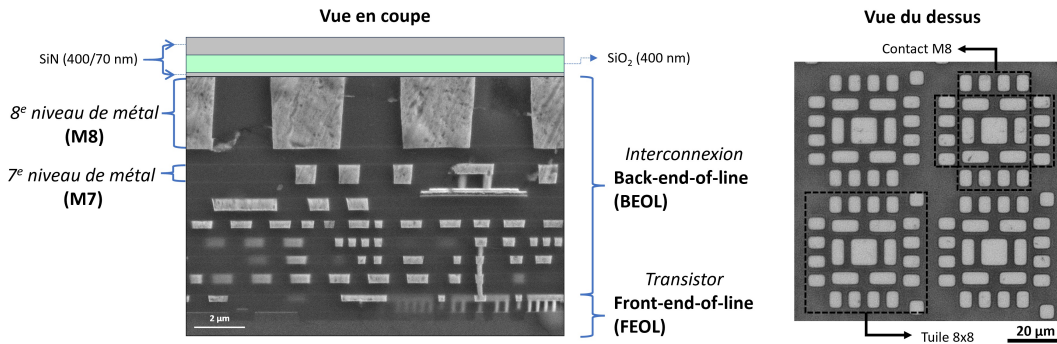 Vue en coupe
SiN (400/70 nm)
SiO₂ (400 nm)
8e niveau de métal
(M8)
7e niveau de métal
(M7)
Interconnexion
Back-end-of-line
(BEOL)
Transistor
Front-end-of-line
(FEOL)
2 µm
Vue du dessus
Contact M8
Tuile 8x8
20 µm